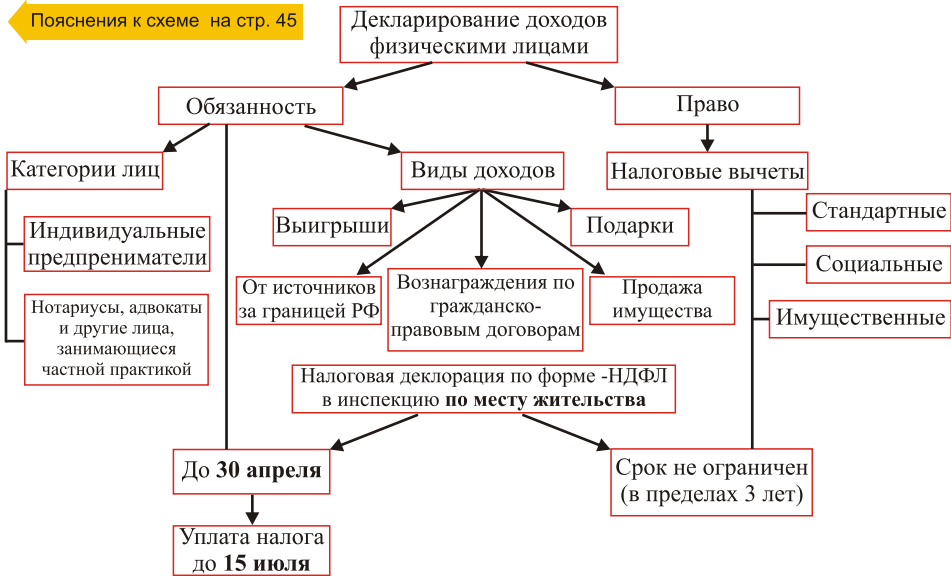 Пояснения к схеме на стр. 45
Декларирование доходов
физическими лицами
Обязанность
Право
Категории лиц
Виды доходов
Налоговые вычеты
Выигрыши
Подарки
Стандартные
Индивидуальные
предпрениматели
Социальные
От источников
за границей РФ
Вознаграждения по
гражданско-
правовым договорам
Продажа
имущества
Имущественные
Нотариусы, адвокаты
и другие лица,
занимающиеся
частной практикой
Налоговая деклорация по форме -НДФЛ
в инспекцию по месту жительства
До 30 апреля
Срок не ограничен
(в пределах 3 лет)
Уплата налога
до 15 июля